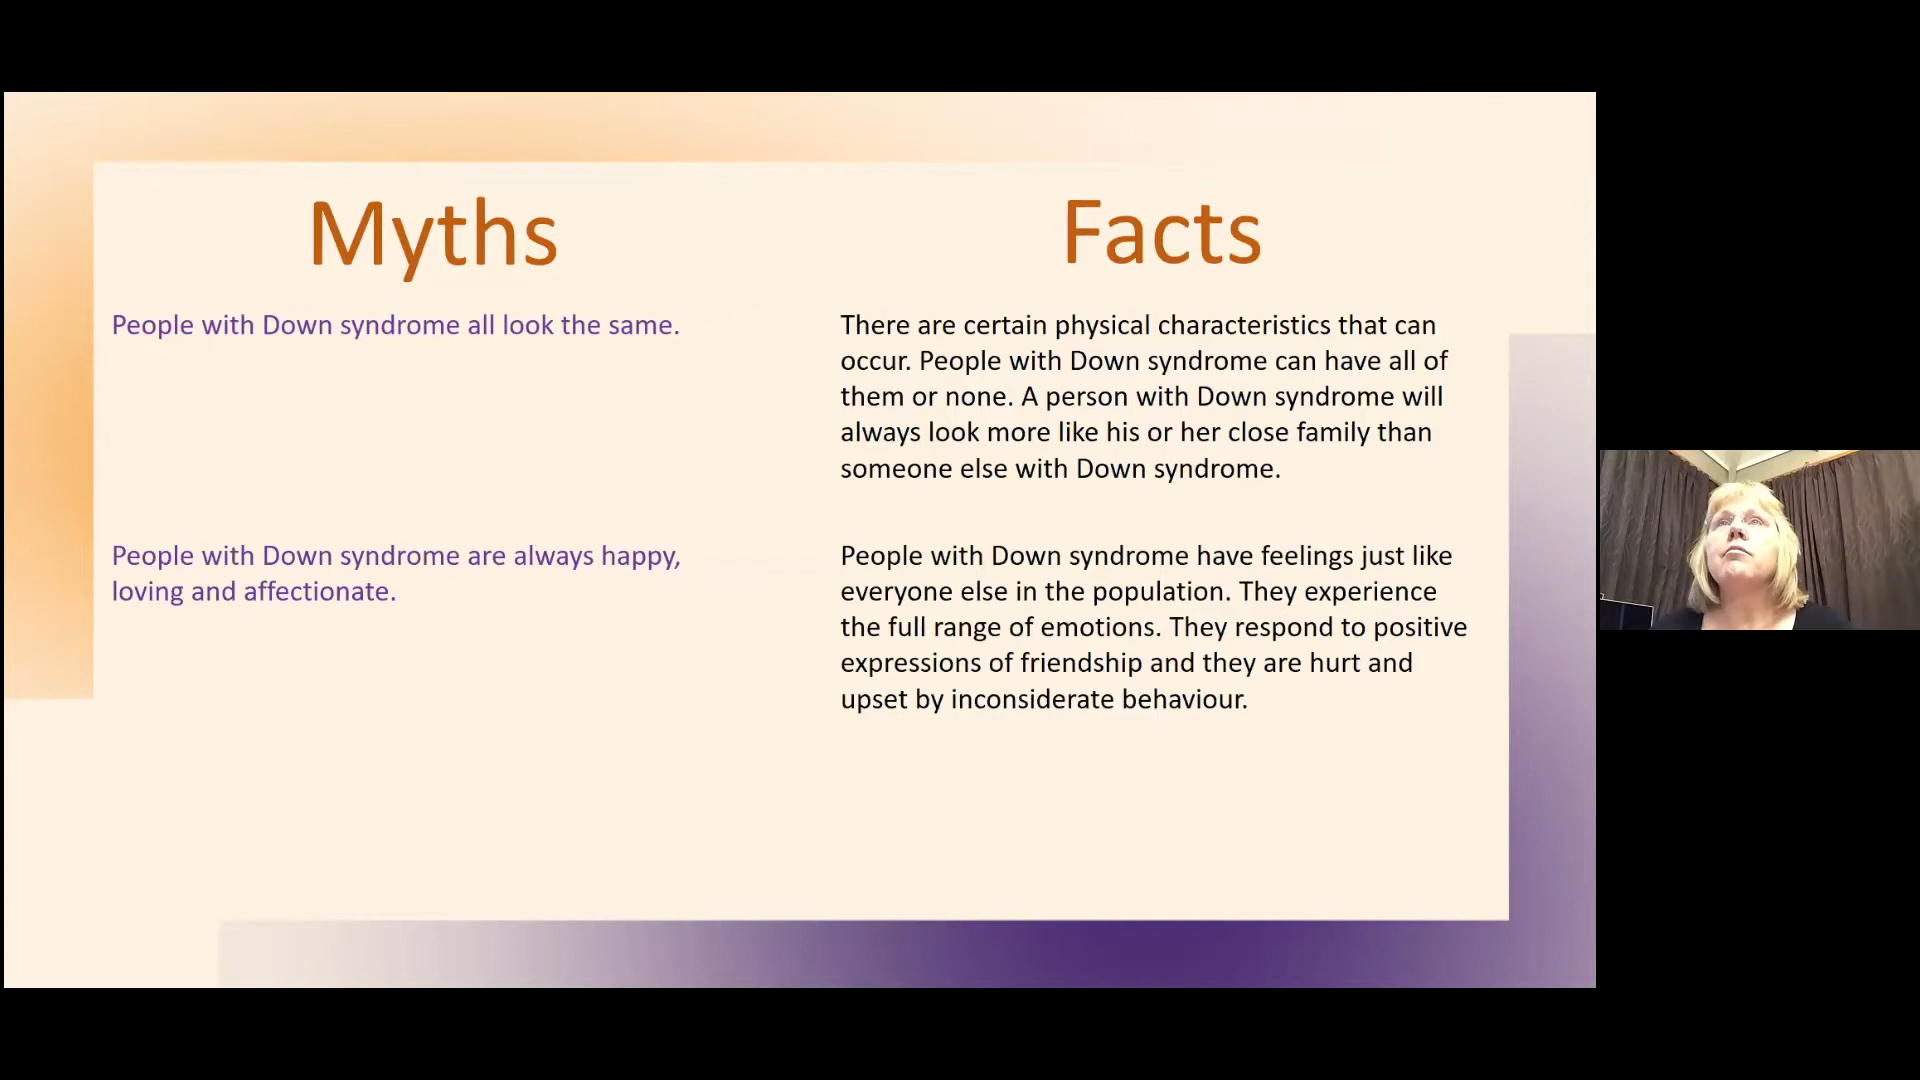 Myths
Facts
People with Down syndrome all look the same.
There are certain physical characteristics that can
occur. People with Down syndrome can have all of
them or none. A person with Down syndrome will
always look more like his or her close family than
someone else with Down syndrome.
People with Down syndrome are always happy,
loving and affectionate.
People with Down syndrome have feelings just like
everyone else in the population. They experience
the full range of emotions. They respond to positive
expressions of friendship and they are hurt and
upset by inconsiderate behaviour.